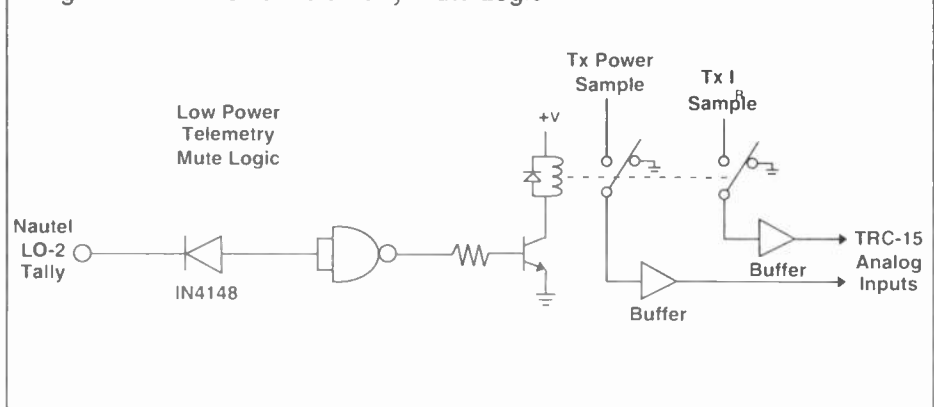 Low Power
Telemetry
Mute Logic
Tx Power
Sample
Tx I
Sample
R
+V
Nautel
LO-2
Tally
IN4148
Buffer
Buffer
TRC-15
Analog
Inputs